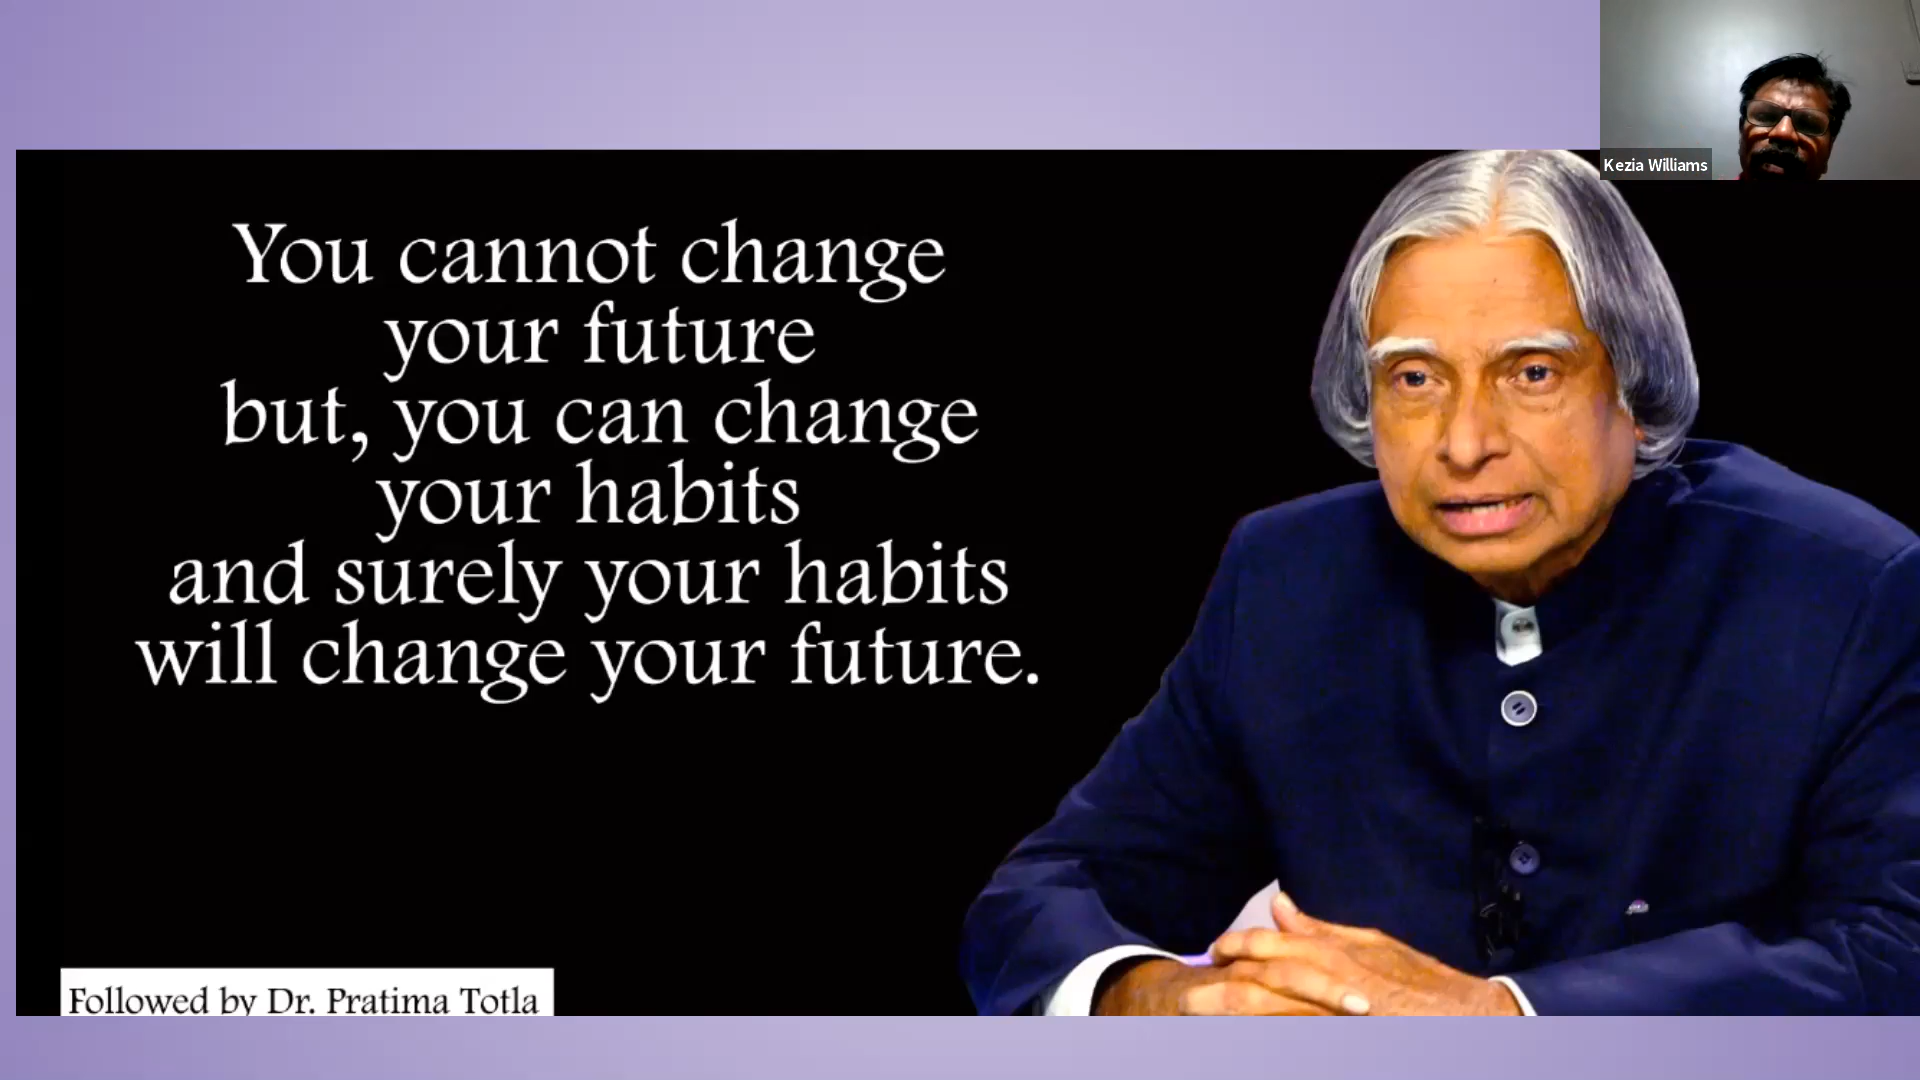 Kezia Williams
You cannot change
your future
but, you can change
your habits
and surely your habits
will change your future.
Followed by Dr. Pratima Totla